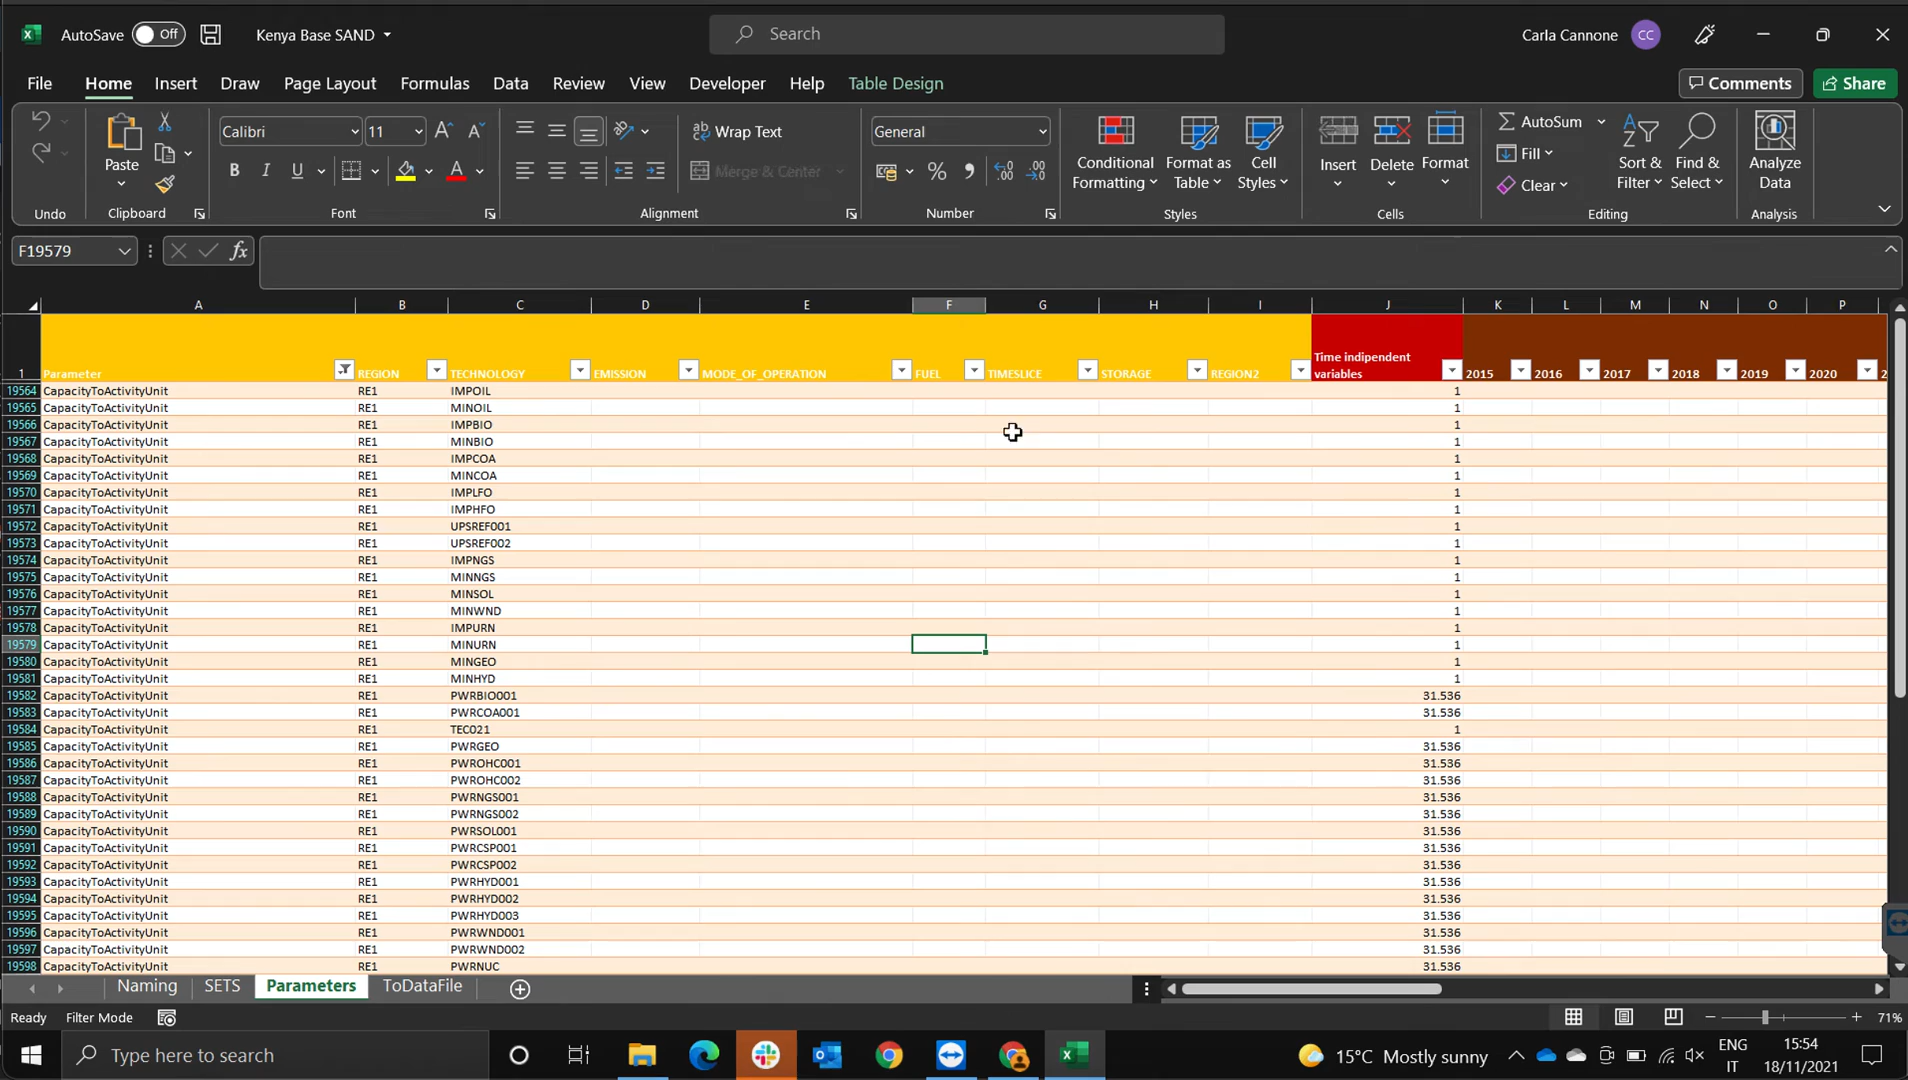 AutoSave Off Kenya Base SAND Search Carla Cannone CC
File Home Insert Draw Page Layout Formulas Data Review View Developer Help Table Design Comments Share
Calibri 11 Wrap Text General AutoSum
Paste Merge & Center Conditional Formatting Format as Table Cell Styles Insert Delete Format Fill Clear Sort & Filter Find & Select Analyze Data
Undo Clipboard Font Alignment Number Styles Cells Editing Analysis
F19579 fx
A B C D E F G H I J K L M N O P
1 Parameter REGION TECHNOLOGY EMISSION MODE_OF_OPERATION FUEL TIMESLICE STORAGE REGION2 Time indipendent variables 2015 2016 2017 2018 2019 2020 2
19564 CapacityToActivityUnit RE1 IMPOIL 1
19565 CapacityToActivityUnit RE1 MINOIL 1
19566 CapacityToActivityUnit RE1 IMPBIO 1
19567 CapacityToActivityUnit RE1 MINBIO 1
19568 CapacityToActivityUnit RE1 IMPCOA 1
19569 CapacityToActivityUnit RE1 MINCOA 1
19570 CapacityToActivityUnit RE1 IMPLFO 1
19571 CapacityToActivityUnit RE1 IMPHFO 1
19572 CapacityToActivityUnit RE1 UPSREF001 1
19573 CapacityToActivityUnit RE1 UPSREF002 1
19574 CapacityToActivityUnit RE1 IMPNGS 1
19575 CapacityToActivityUnit RE1 MINNGS 1
19576 CapacityToActivityUnit RE1 MINSOL 1
19577 CapacityToActivityUnit RE1 MINWND 1
19578 CapacityToActivityUnit RE1 IMPURN 1
19579 CapacityToActivityUnit RE1 MINURN 1
19580 CapacityToActivityUnit RE1 MINGEO 1
19581 CapacityToActivityUnit RE1 MINHYD 1
19582 CapacityToActivityUnit RE1 PWRBIO001 31.536
19583 CapacityToActivityUnit RE1 PWRCOA001 31.536
19584 CapacityToActivityUnit RE1 TEC021 1
19585 CapacityToActivityUnit RE1 PWRGEO 31.536
19586 CapacityToActivityUnit RE1 PWROHC001 31.536
19587 CapacityToActivityUnit RE1 PWROHC002 31.536
19588 CapacityToActivityUnit RE1 PWRNGS001 31.536
19589 CapacityToActivityUnit RE1 PWRNGS002 31.536
19590 CapacityToActivityUnit RE1 PWRSOL001 31.536
19591 CapacityToActivityUnit RE1 PWRCSP001 31.536
19592 CapacityToActivityUnit RE1 PWRCSP002 31.536
19593 CapacityToActivityUnit RE1 PWRHYD001 31.536
19594 CapacityToActivityUnit RE1 PWRHYD002 31.536
19595 CapacityToActivityUnit RE1 PWRHYD003 31.536
19596 CapacityToActivityUnit RE1 PWRWND001 31.536
19597 CapacityToActivityUnit RE1 PWRWND002 31.536
19598 CapacityToActivityUnit RE1 PWRNUC 31.536
Naming SETS Parameters ToDataFile
Ready Filter Mode 71%
Type here to search 15°C Mostly sunny ENG IT 15:54 18/11/2021